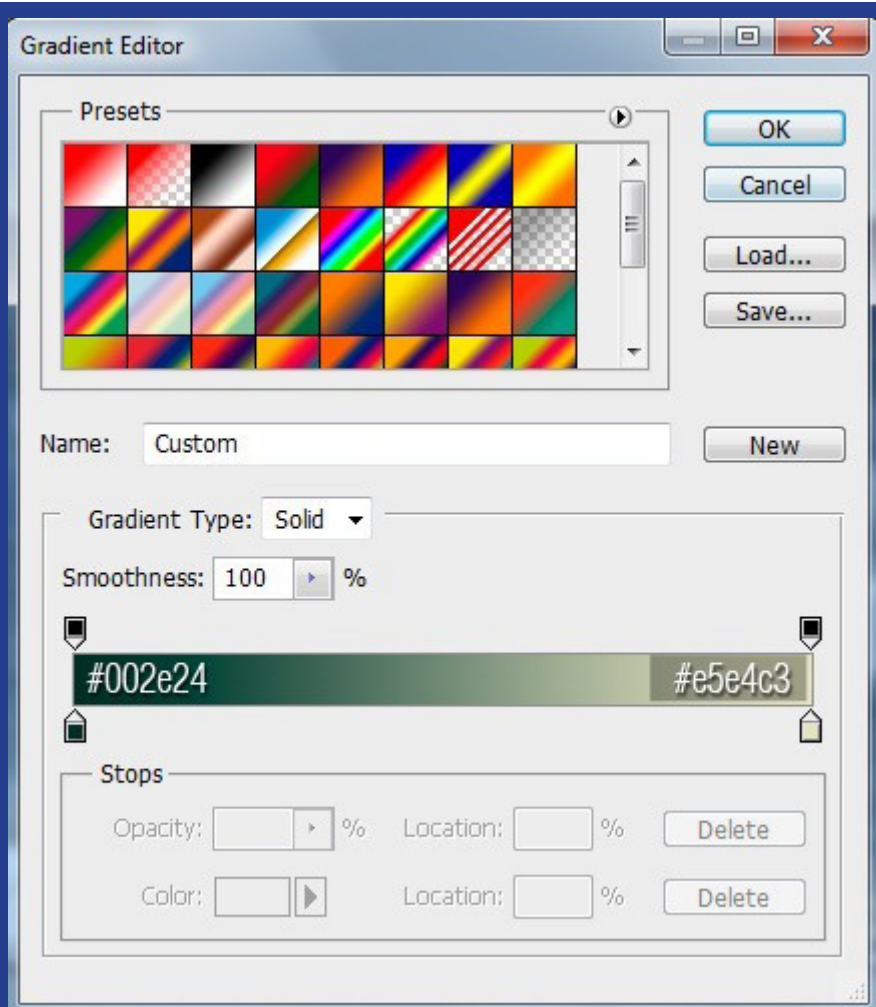 Gradient Editor
Presets
OK
Cancel
Load...
Save...
Name: Custom New
Gradient Type: Solid
Smoothness: 100 %
#002e24 #e5e4c3
Stops
Opacity: % Location: % Delete
Color: Location: % Delete